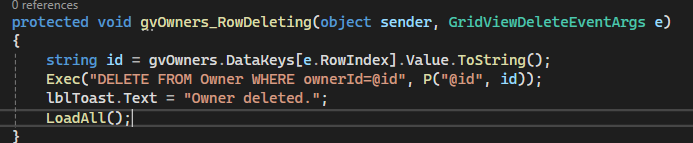 0 references
protected void gvOwners_RowDeleting(object sender, GridViewDeleteEventArgs e)
{
    string id = gvOwners.DataKeys[e.RowIndex].Value.ToString();
    Exec("DELETE FROM Owner WHERE ownerId=@id", P("@id", id));
    lblToast.Text = "Owner deleted.";
    LoadAll();
}